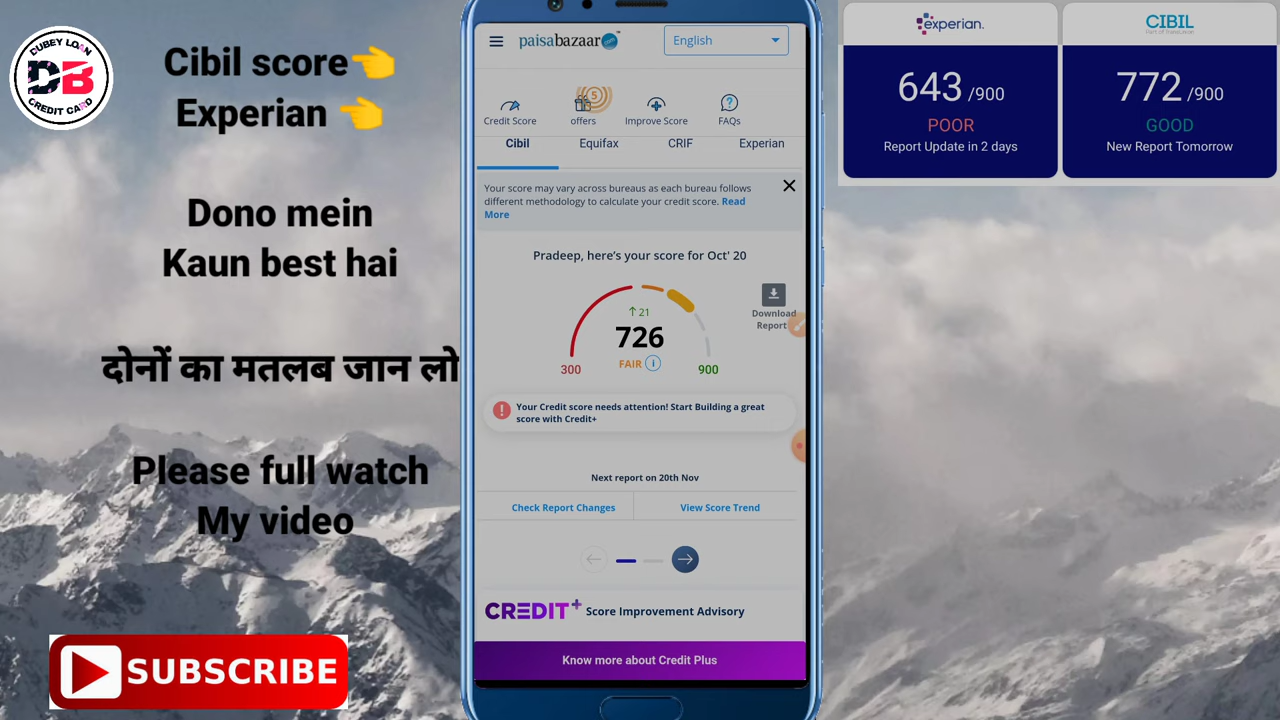 DUBEY LOAN
DB
CREDIT CARD
Cibil score👈
Experian 👈
Dono mein
Kaun best hai
दोनों का मतलब जान लो
Please full watch
My video
SUBSCRIBE
paisabazaar
English
5
Credit Score
offers
Improve Score
FAQs
Cibil
Equifax
CRIF
Experian
Your score may vary across bureaus as each bureau follows
different methodology to calculate your credit score. Read
More
Pradeep, here's your score for Oct' 20
Download
Report
↑21
726
FAIR
300
900
Your Credit score needs attention! Start Building a great
score with Credit+
Next report on 20th Nov
Check Report Changes
View Score Trend
CREDIT+ Score Improvement Advisory
Know more about Credit Plus
experian.
643 /900
POOR
Report Update in 2 days
CIBIL
Part of TransUnion
772 /900
GOOD
New Report Tomorrow